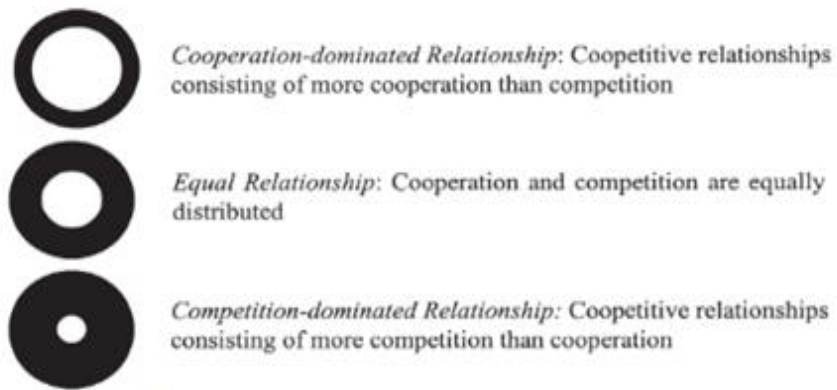 Cooperation-dominated Relationship: Coopetitive relationships
consisting of more cooperation than competition
Equal Relationship: Cooperation and competition are equally
distributed
Competition-dominated Relationship: Coopetitive relationships
consisting of more competition than cooperation